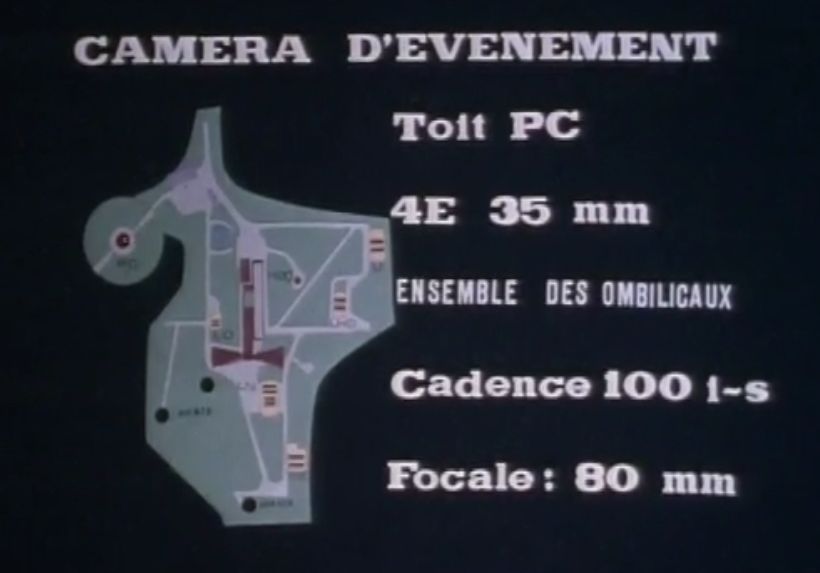 CAMERA D'EVENEMENT
Toit PC
4E 35 mm
ENSEMBLE DES OMBILICAUX
Cadence 100 i-s
Focale: 80 mm